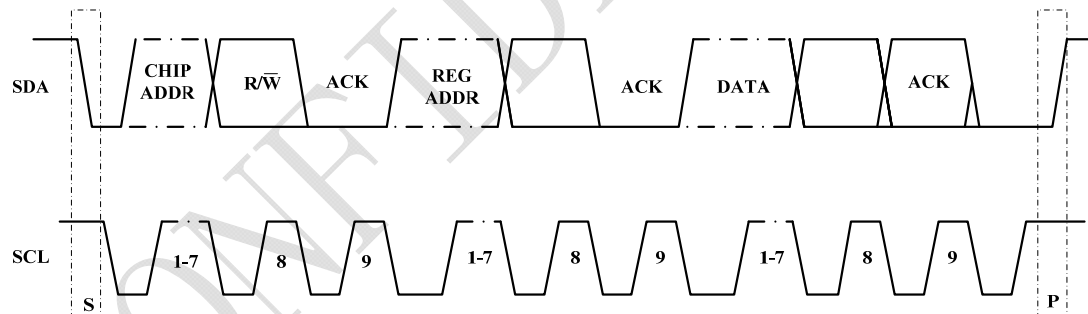 SDA CHIP ADDR R/W̅ ACK REG ADDR ACK DATA ACK
SCL 1-7 8 9 1-7 8 9 1-7 8 9
S P